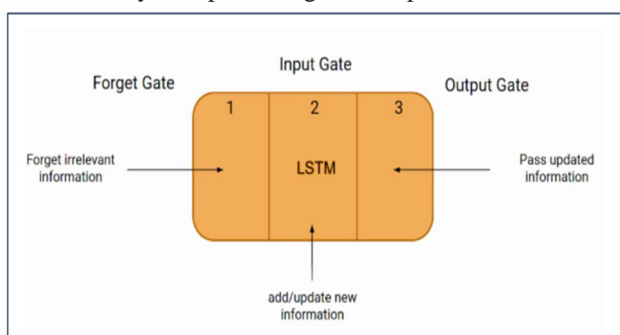 Input Gate
Forget Gate
Output Gate
1
2
3
LSTM
Forget irrelevant
information
Pass updated
information
add/update new
information